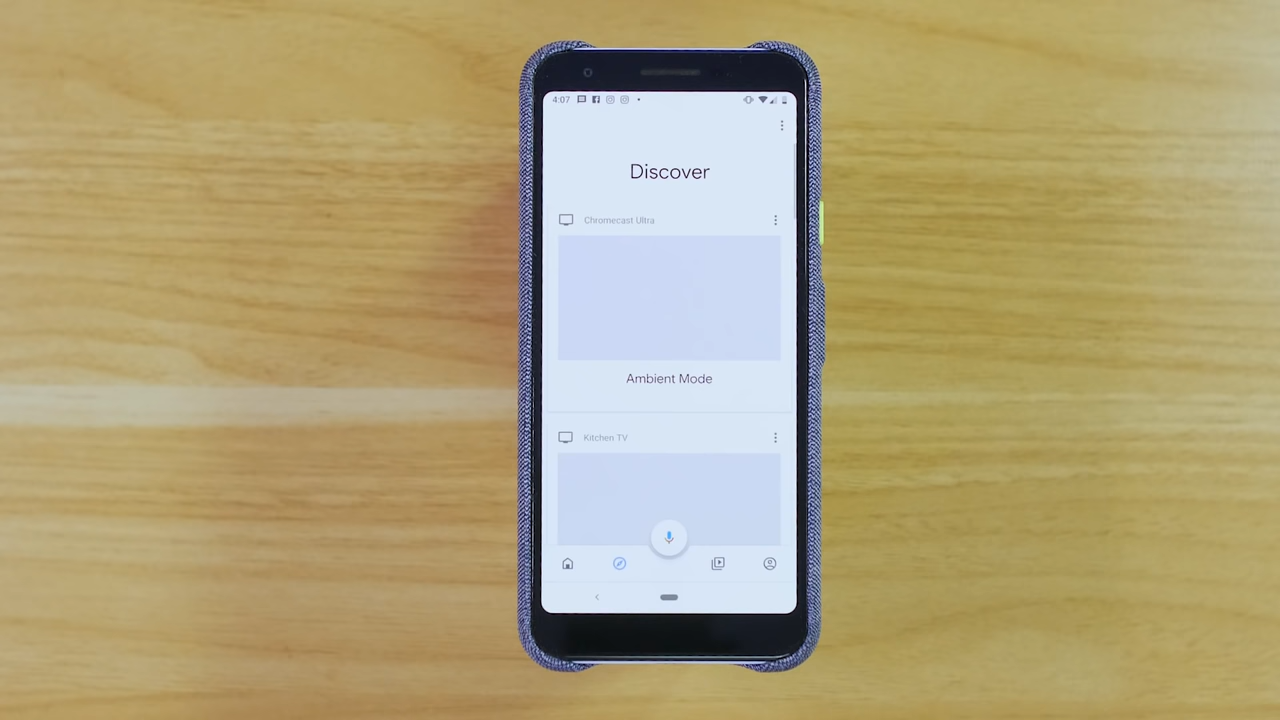 4:07
Discover
Chromecast Ultra
Ambient Mode
Kitchen TV